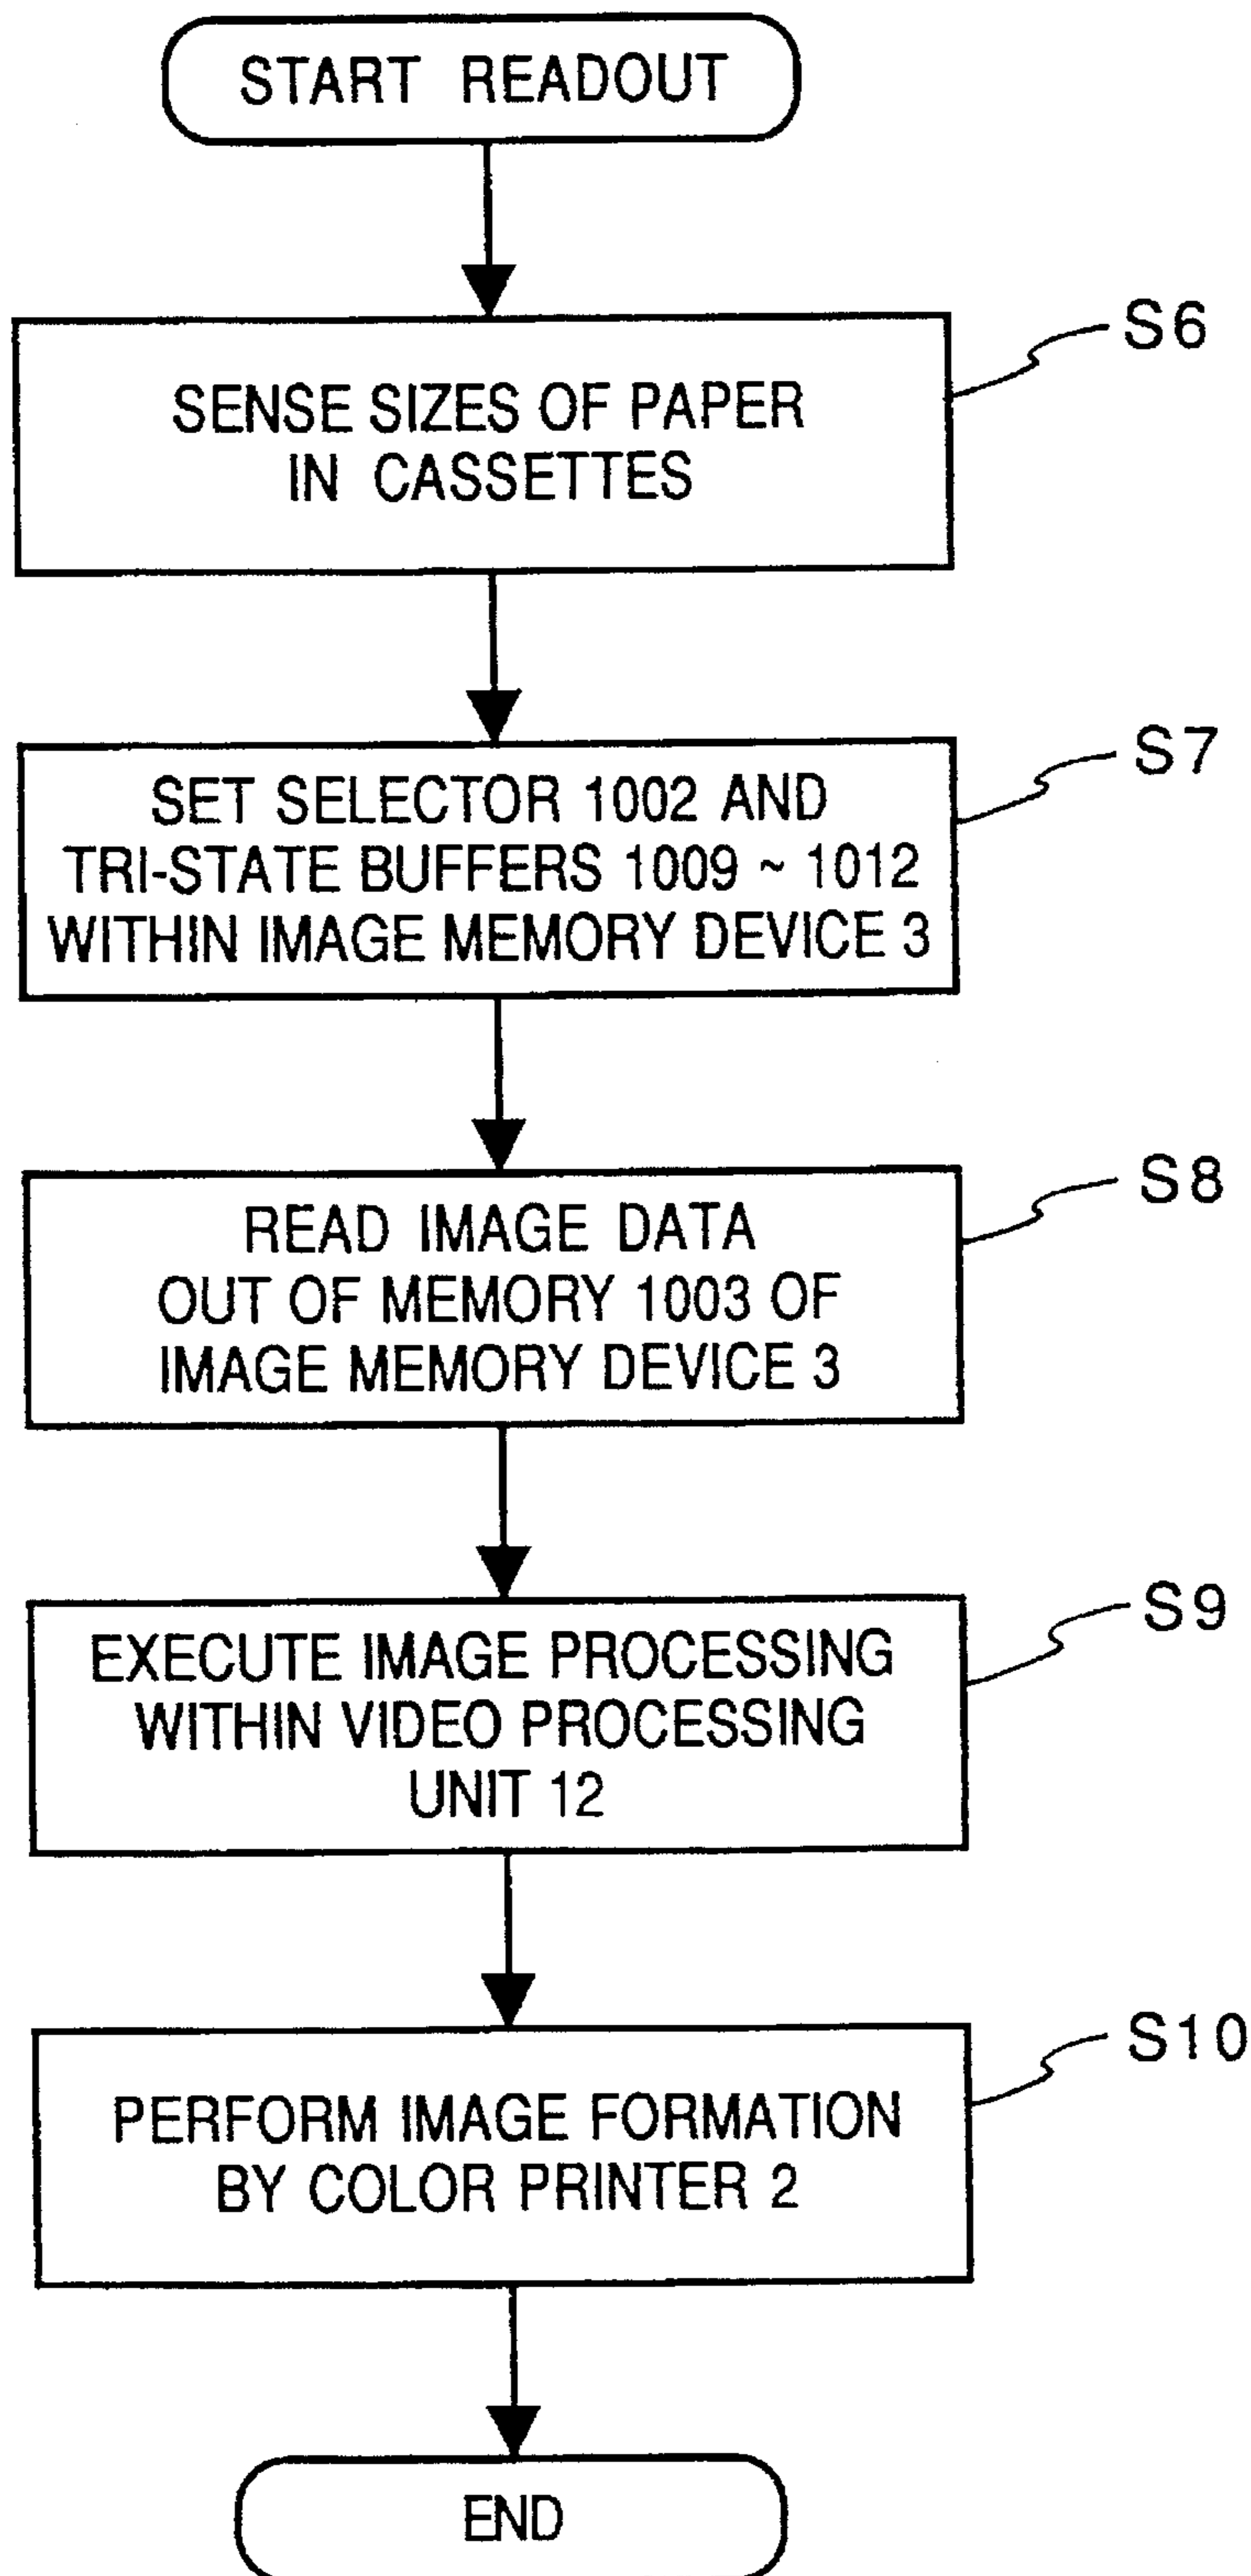 START READOUT
S6
SENSE SIZES OF PAPER
IN CASSETTES
S7
SET SELECTOR 1002 AND
TRI-STATE BUFFERS 1009 ~ 1012
WITHIN IMAGE MEMORY DEVICE 3
S8
READ IMAGE DATA
OUT OF MEMORY 1003 OF
IMAGE MEMORY DEVICE 3
S9
EXECUTE IMAGE PROCESSING
WITHIN VIDEO PROCESSING
UNIT 12
S10
PERFORM IMAGE FORMATION
BY COLOR PRINTER 2
END